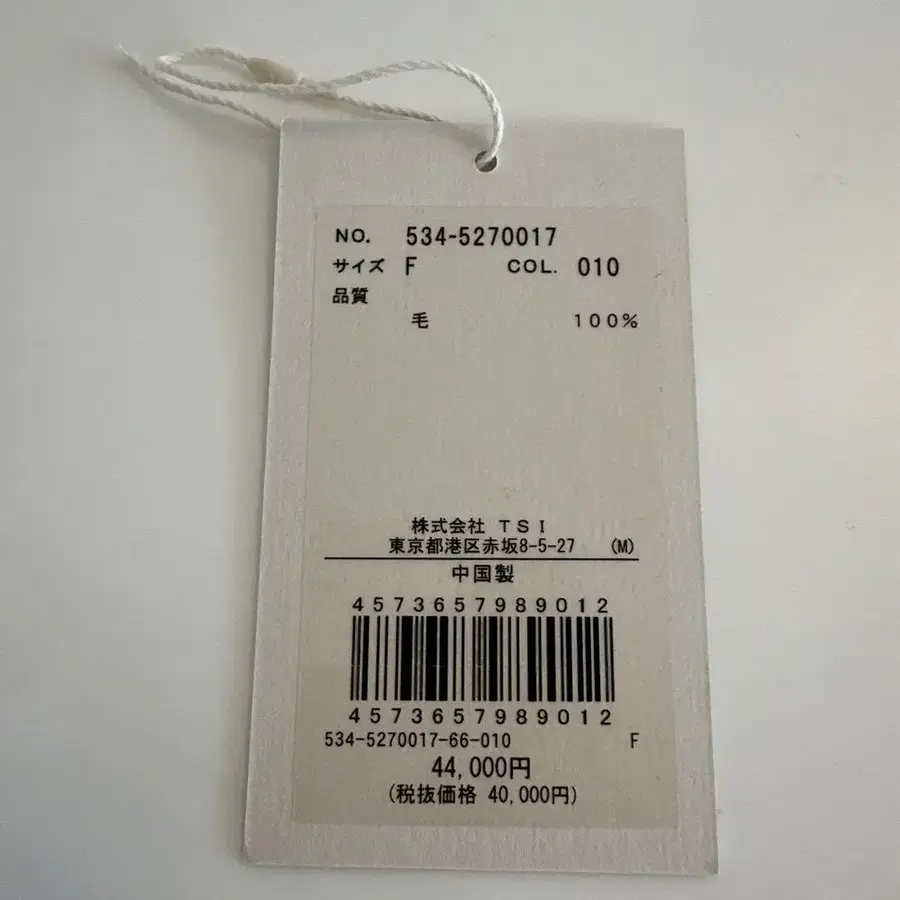 NO. 534-5270017
サイズ F COL. 010
品質
毛 100%
株式会社 TSI
東京都港区赤坂8-5-27 (M)
中国製
4573657989012
4573657989012
534-5270017-66-010 F
44,000円
(税抜価格 40,000円)